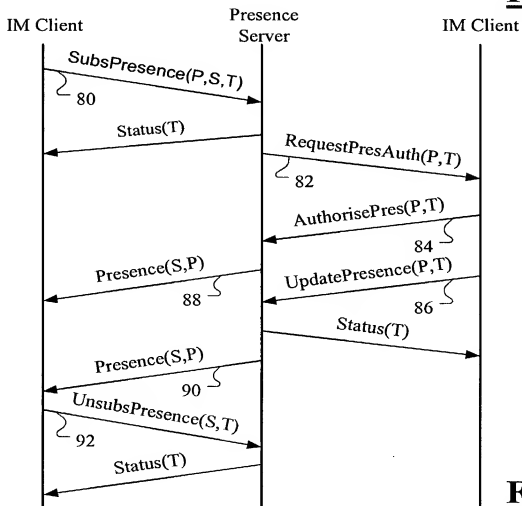 IM Client
Presence
Server
IM Client
SubsPresence(P,S,T)
80
Status(T)
RequestPresAuth(P,T)
82
AuthorisePres(P,T)
84
Presence(S,P)
88
UpdatePresence(P,T)
86
Status(T)
Presence(S,P)
90
UnsubsPresence(S,T)
92
Status(T)
F